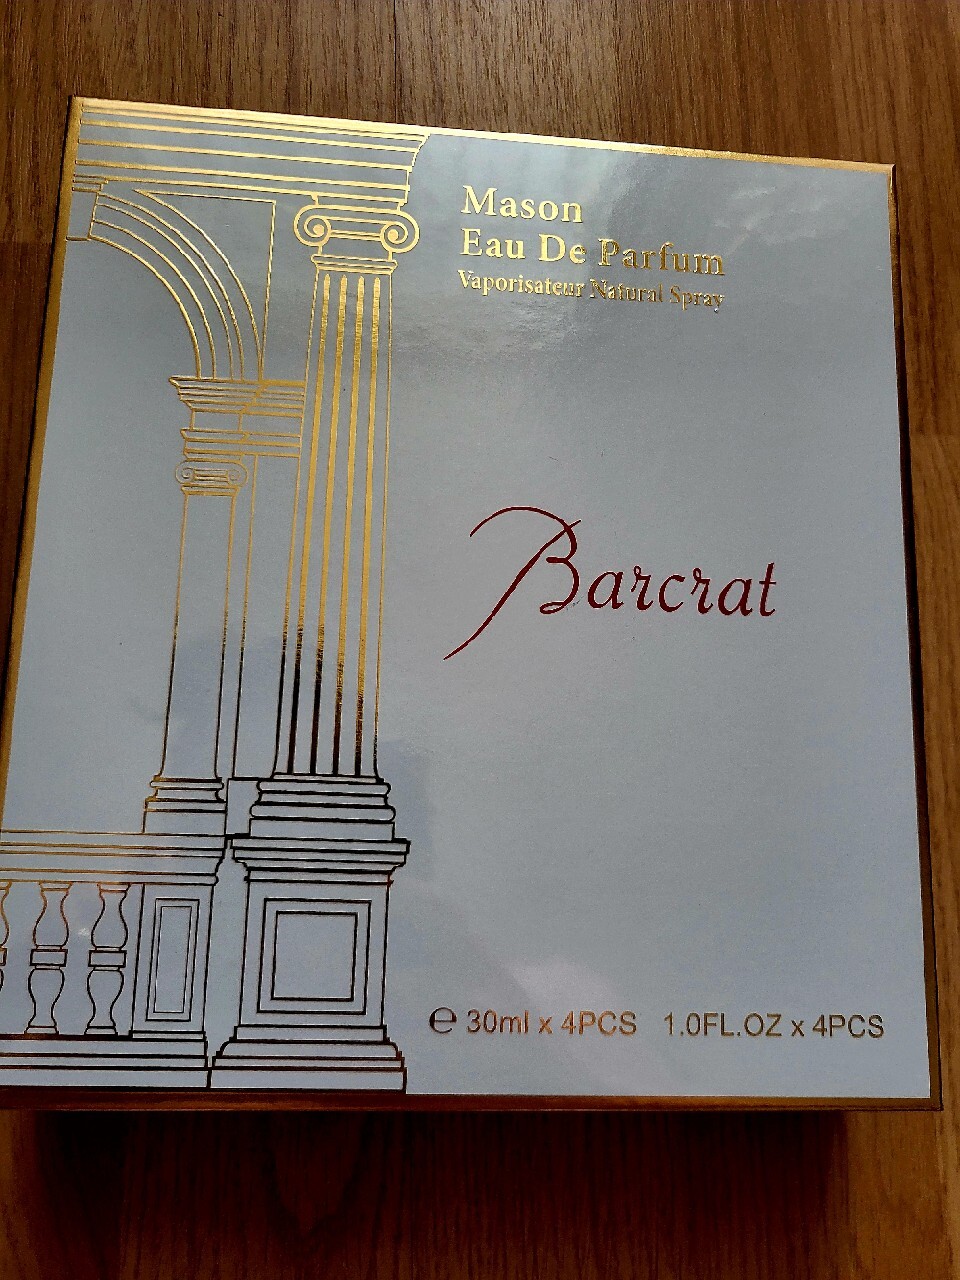 Mason
Eau De Parfum
Vaporisateur Natural Spray
Barcrat
℮ 30ml x 4PCS 1.0FL.OZ x 4PCS